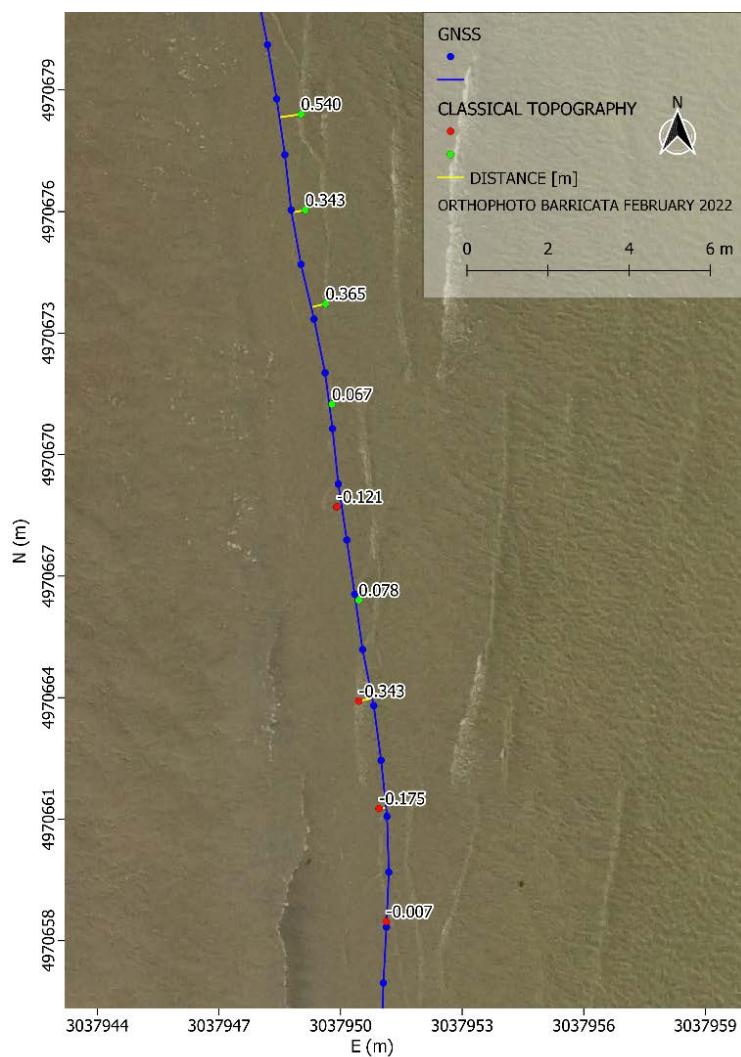 GNSS
CLASSICAL TOPOGRAPHY
N
DISTANCE [m]
ORTHOPHOTO BARRICATA FEBRUARY 2022
0 2 4 6 m
0.540
0.343
0.365
0.067
-0.121
0.078
-0.343
-0.175
-0.007
4970679
4970676
4970673
4970670
4970667
4970664
4970661
4970658
N (m)
3037944 3037947 3037950 3037953 3037956 3037959
E (m)